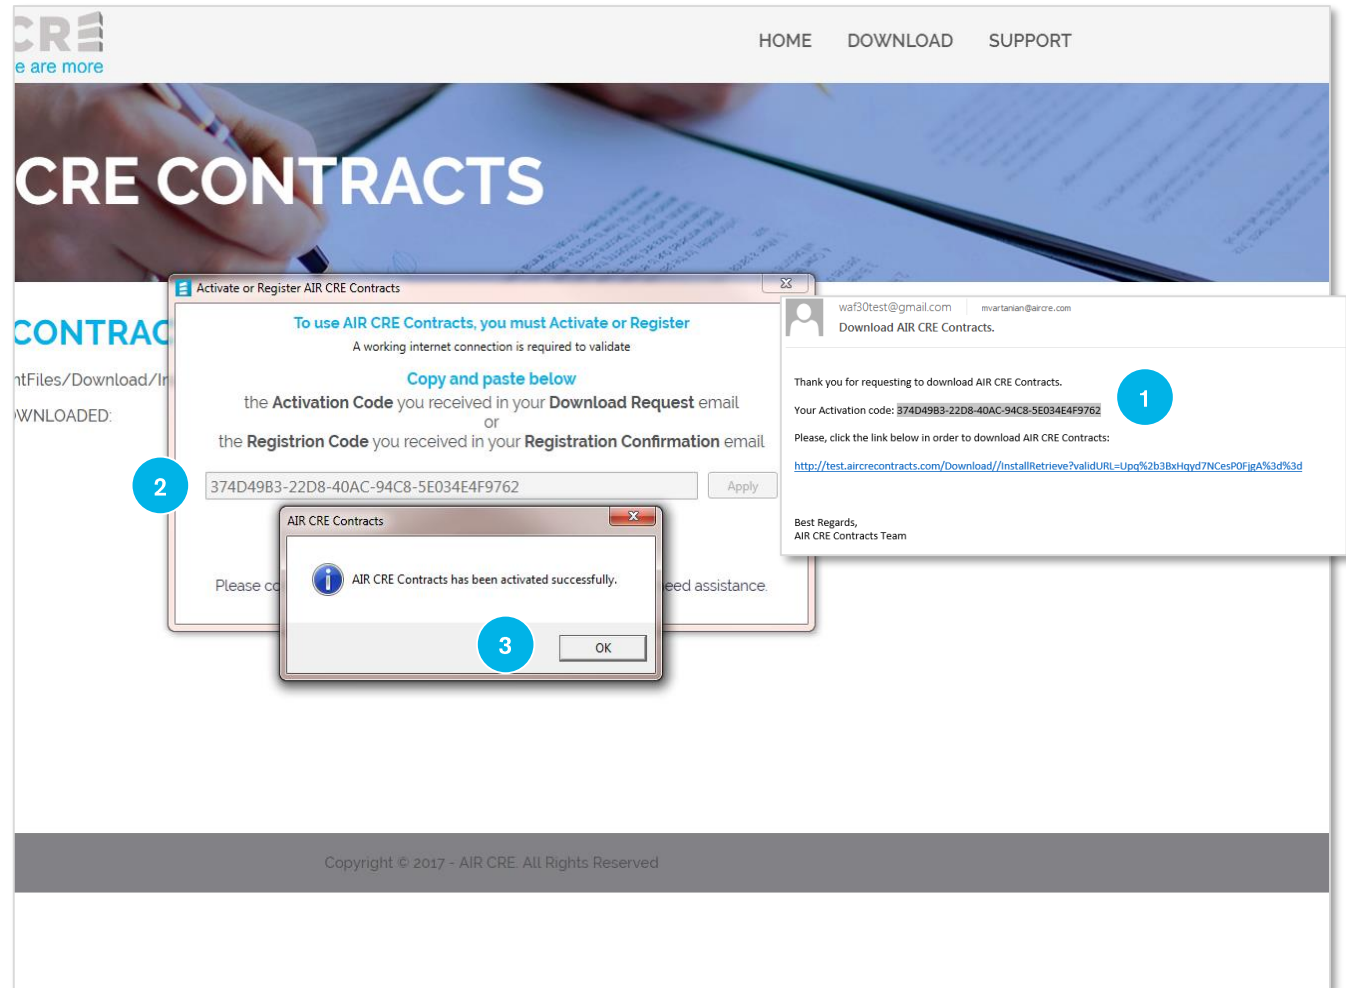 CRE
e are more
HOME DOWNLOAD SUPPORT
CRE CONTRACTS
CONTRAC
ntFiles/Download/In
WNLOADED:
Activate or Register AIR CRE Contracts
To use AIR CRE Contracts, you must Activate or Register
A working internet connection is required to validate
Copy and paste below
the Activation Code you received in your Download Request email
or
the Registrion Code you received in your Registration Confirmation email
2
374D49B3-22D8-40AC-94C8-5E034E4F9762
Apply
Please co
eed assistance.
AIR CRE Contracts
AIR CRE Contracts has been activated successfully.
3
OK
waf30test@gmail.com mvartanian@aircre.com
Download AIR CRE Contracts.
Thank you for requesting to download AIR CRE Contracts.
1
Your Activation code: 374D49B3-22D8-40AC-94C8-5E034E4F9762
Please, click the link below in order to download AIR CRE Contracts:
http://test.aircrecontracts.com/Download//InstallRetrieve?validURL=Upq%2b3BxHqyd7NCesP0FjgA%3d%3d
Best Regards,
AIR CRE Contracts Team
Copyright © 2017 - AIR CRE. All Rights Reserved